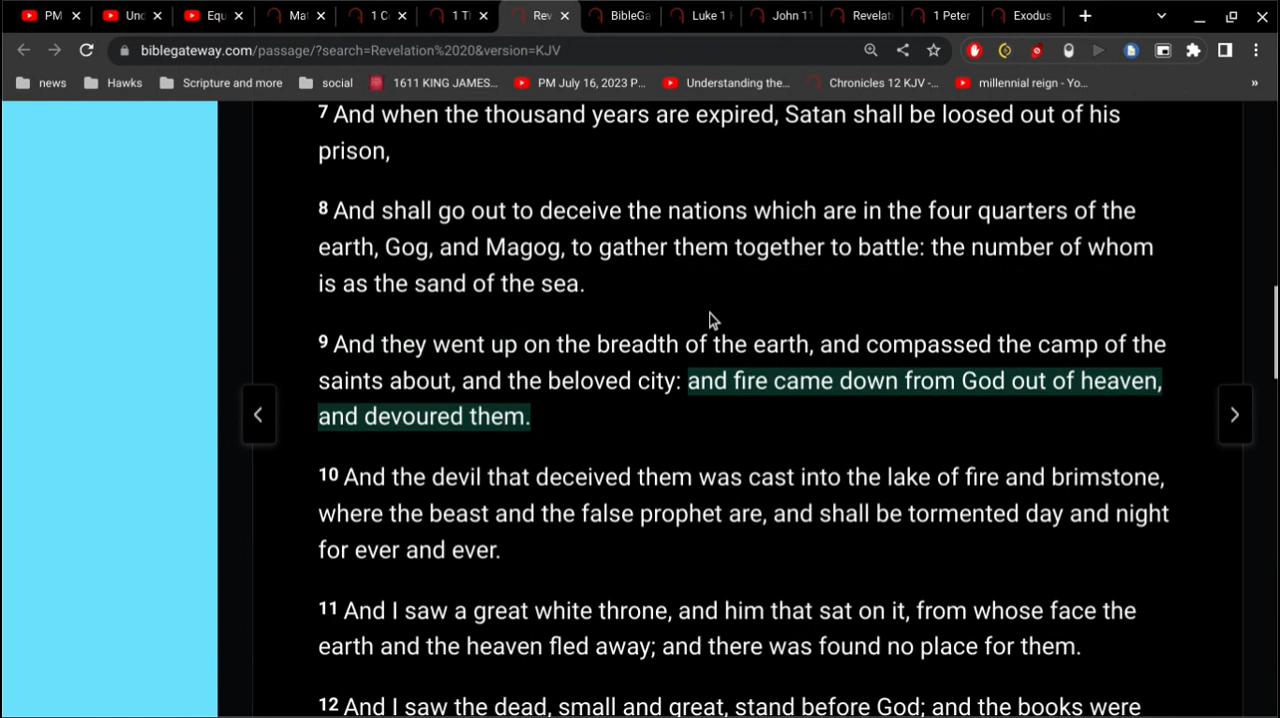 PM
Und
Equ
Mat
1 Co
1 Th
Rev
BibleGa
Luke 1
John 11
Revelat
1 Peter
Exodus
biblegateway.com/passage/?search=Revelation%2020&version=KJV
news
Hawks
Scripture and more
social
1611 KING JAMES...
PM July 16, 2023 P...
Understanding the...
Chronicles 12 KJV -...
millennial reign - Yo...
»
7 And when the thousand years are expired, Satan shall be loosed out of his
prison,
8 And shall go out to deceive the nations which are in the four quarters of the
earth, Gog, and Magog, to gather them together to battle: the number of whom
is as the sand of the sea.
9 And they went up on the breadth of the earth, and compassed the camp of the
saints about, and the beloved city: and fire came down from God out of heaven,
and devoured them.
10 And the devil that deceived them was cast into the lake of fire and brimstone,
where the beast and the false prophet are, and shall be tormented day and night
for ever and ever.
11 And I saw a great white throne, and him that sat on it, from whose face the
earth and the heaven fled away; and there was found no place for them.
12 And I saw the dead, small and great, stand before God; and the books were